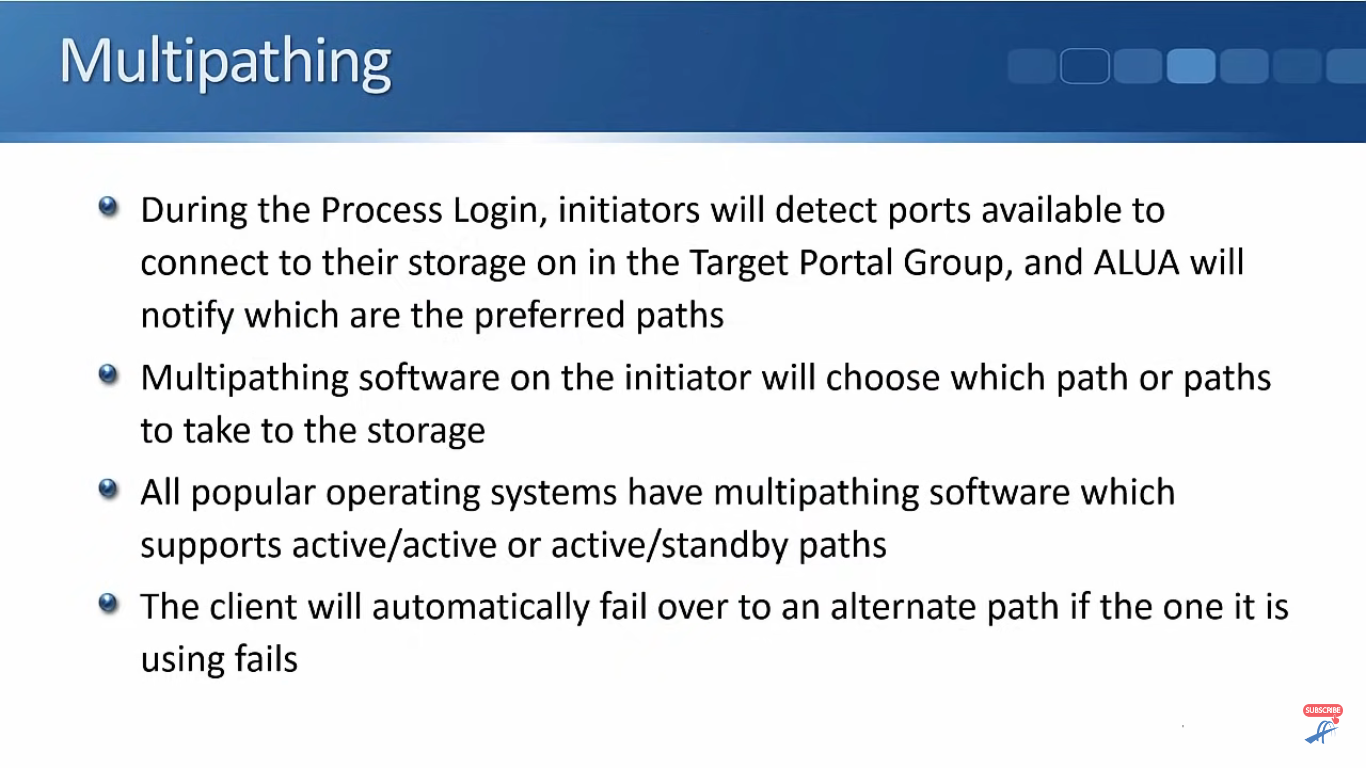 Multipathing
During the Process Login, initiators will detect ports available to
connect to their storage on in the Target Portal Group, and ALUA will
notify which are the preferred paths
Multipathing software on the initiator will choose which path or paths
to take to the storage
All popular operating systems have multipathing software which
supports active/active or active/standby paths
The client will automatically fail over to an alternate path if the one it is
using fails
SUBSCRIBE